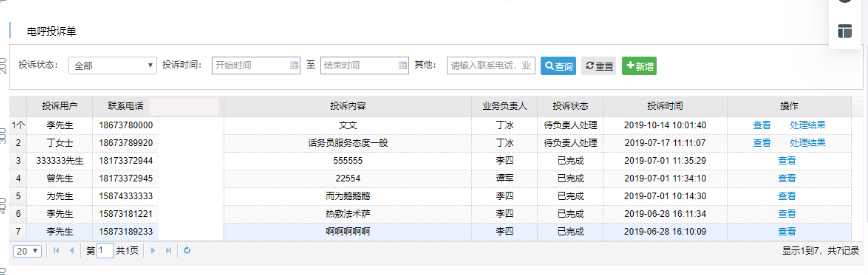 电呼投诉单
投诉状态： 全部 投诉时间： 开始时间 至 结束时间 其他： 请输入联系电话、业 查询 重置 新增
投诉用户 联系电话 投诉内容 业务负责人 投诉状态 投诉时间 操作
1个 李先生 18673780000 文文 丁冰 待负责人处理 2019-10-14 10:01:40 查看 处理结果
2 丁女士 18673789920 话务员服务态度一般 丁冰 待负责人处理 2019-07-17 11:11:07 查看 处理结果
3 333333先生 18173372944 555555 李四 已完成 2019-07-01 11:35:29 查看
4 曾先生 18173372945 22554 谭军 已完成 2019-07-01 11:34:10 查看
5 为先生 15874333333 而为 李四 已完成 2019-07-01 10:14:30 查看
6 李先生 15873181221 热敷法术萨 李四 已完成 2019-06-28 16:11:34 查看
7 李先生 15873189233 啊啊啊啊啊 李四 已完成 2019-06-28 16:10:09 查看
20 第 1 共1页 显示1到7，共7记录
200
300
400